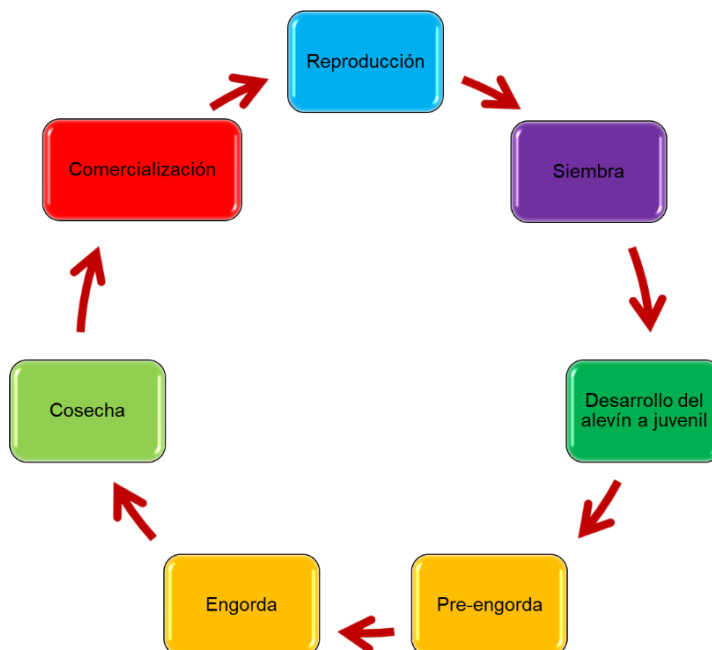 Reproducción
Siembra
Desarrollo del
alevín a juvenil
Pre-engorda
Engorda
Cosecha
Comercialización